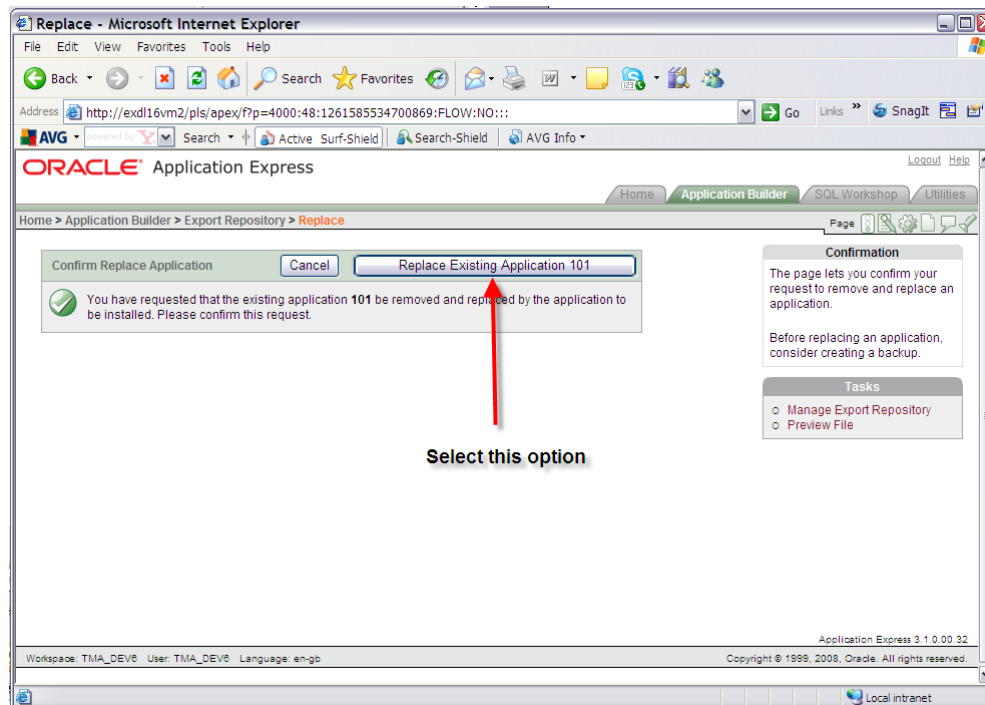 Replace - Microsoft Internet Explorer
File Edit View Favorites Tools Help
Back Search Favorites
Address http://exdl16vm2/pls/apex/f?p=4000:48:1261585534700869:FLOW:NO::: Go Links » SnagIt
AVG powered by Y! Search Active Surf-Shield Search-Shield AVG Info
ORACLE Application Express
Logout Help
Home Application Builder SQL Workshop Utilities
Home > Application Builder > Export Repository > Replace
Page
Confirm Replace Application Cancel Replace Existing Application 101
You have requested that the existing application 101 be removed and replaced by the application to
be installed. Please confirm this request.
Confirmation
The page lets you confirm your
request to remove and replace an
application.
Before replacing an application,
consider creating a backup.
Tasks
Manage Export Repository
Preview File
Select this option
Application Express 3.1.0.00.32
Workspace: TMA_DEV6 User: TMA_DEV6 Language: en-gb
Copyright © 1999, 2008, Oracle. All rights reserved.
Local intranet